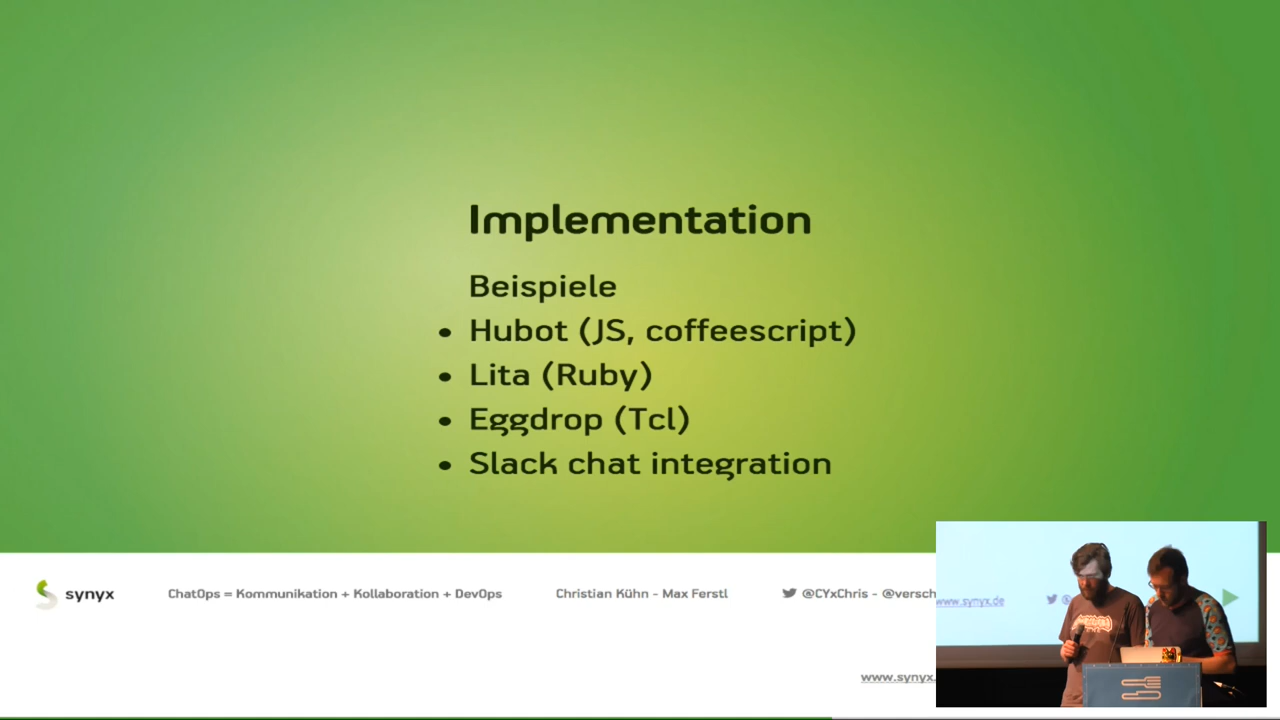 Implementation
Beispiele
• Hubot (JS, coffeescript)
• Lita (Ruby)
• Eggdrop (Tcl)
• Slack chat integration
synyx
ChatOps = Kommunikation + Kollaboration + DevOps
Christian Kühn - Max Ferstl
@CYxChris - @versch
www.synyx.
www.synyx.de